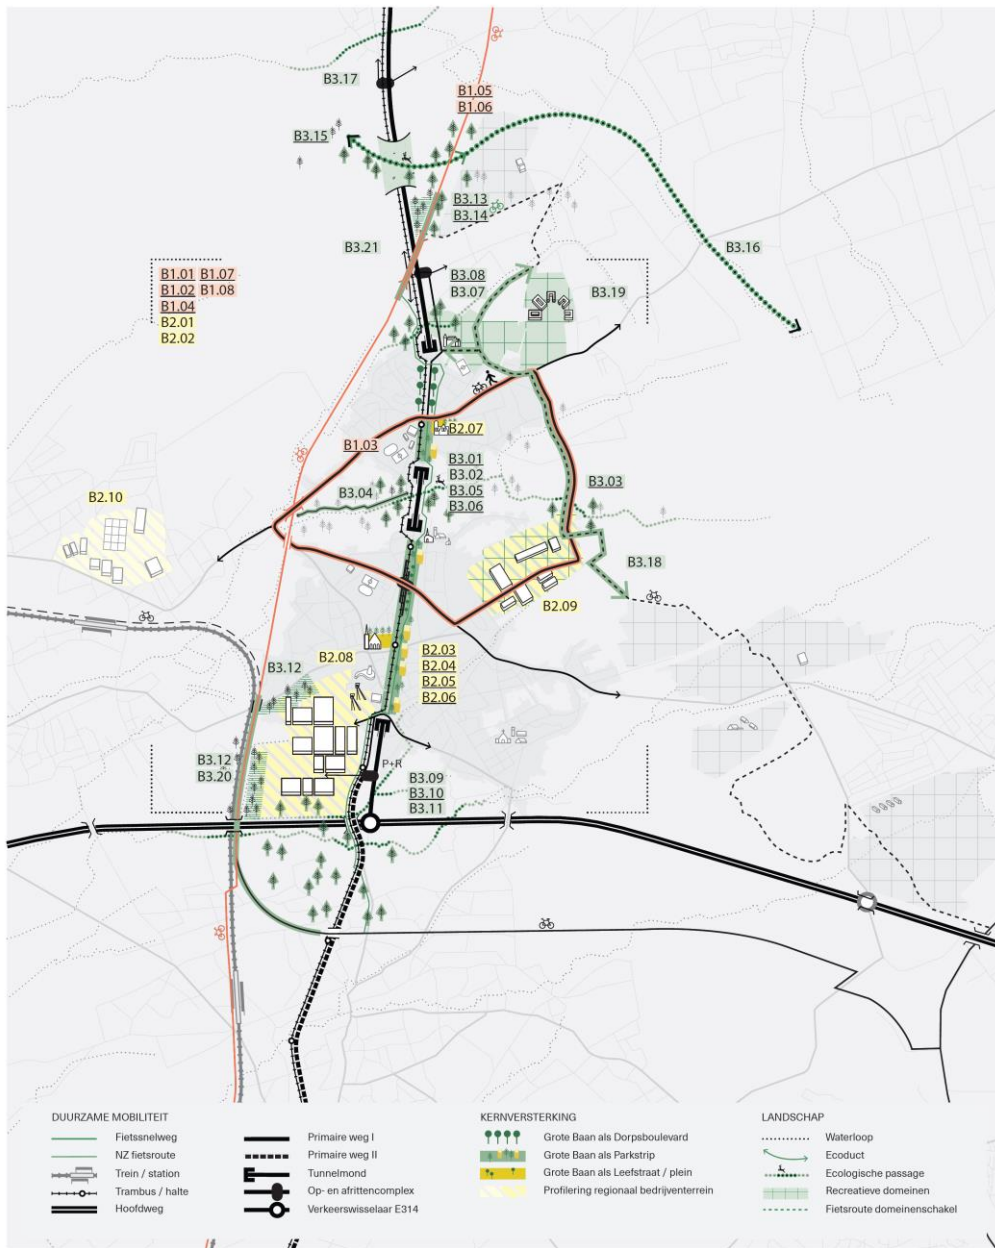 B3.17
B1.05
B1.06
B3.15
B3.13
B3.14
B3.21
B3.16
B1.01 B1.07
B1.02 B1.08
B1.04
B2.01
B2.02
B3.08
B3.07
B3.19
B2.07
B1.03
B3.01
B3.02
B3.05
B3.06
B3.04
B3.03
B2.10
B3.18
B2.09
B2.08
B3.12
B2.03
B2.04
B2.05
B2.06
B3.12
B3.20
P+R
B3.09
B3.10
B3.11
DUURZAME MOBILITEIT
Fietssnelweg
NZ fietsroute
Trein / station
Trambus / halte
Hoofdweg
Primaire weg I
Primaire weg II
Tunnelmond
Op- en afrittencomplex
Verkeerswisselaar E314
KERNVERSTERKING
Grote Baan als Dorpsboulevard
Grote Baan als Parkstrip
Grote Baan als Leefstraat / plein
Profilering regionaal bedrijventerrein
LANDSCHAP
Waterloop
Ecoduct
Ecologische passage
Recreatieve domeinen
Fietsroute domeinenschakel